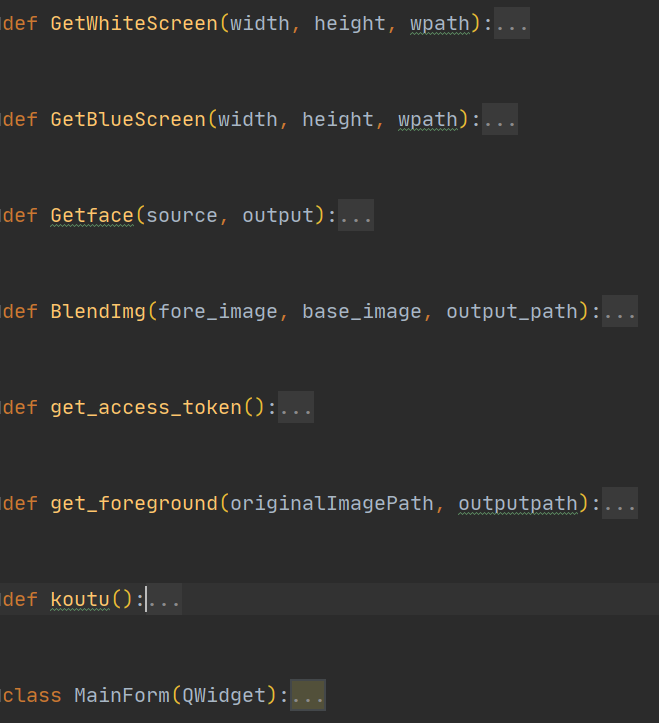 def GetWhiteScreen(width, height, wpath):...
def GetBlueScreen(width, height, wpath):...
def Getface(source, output):...
def BlendImg(fore_image, base_image, output_path):...
def get_access_token():...
def get_foreground(originalImagePath, outputpath):...
def koutu():...
class MainForm(QWidget):...